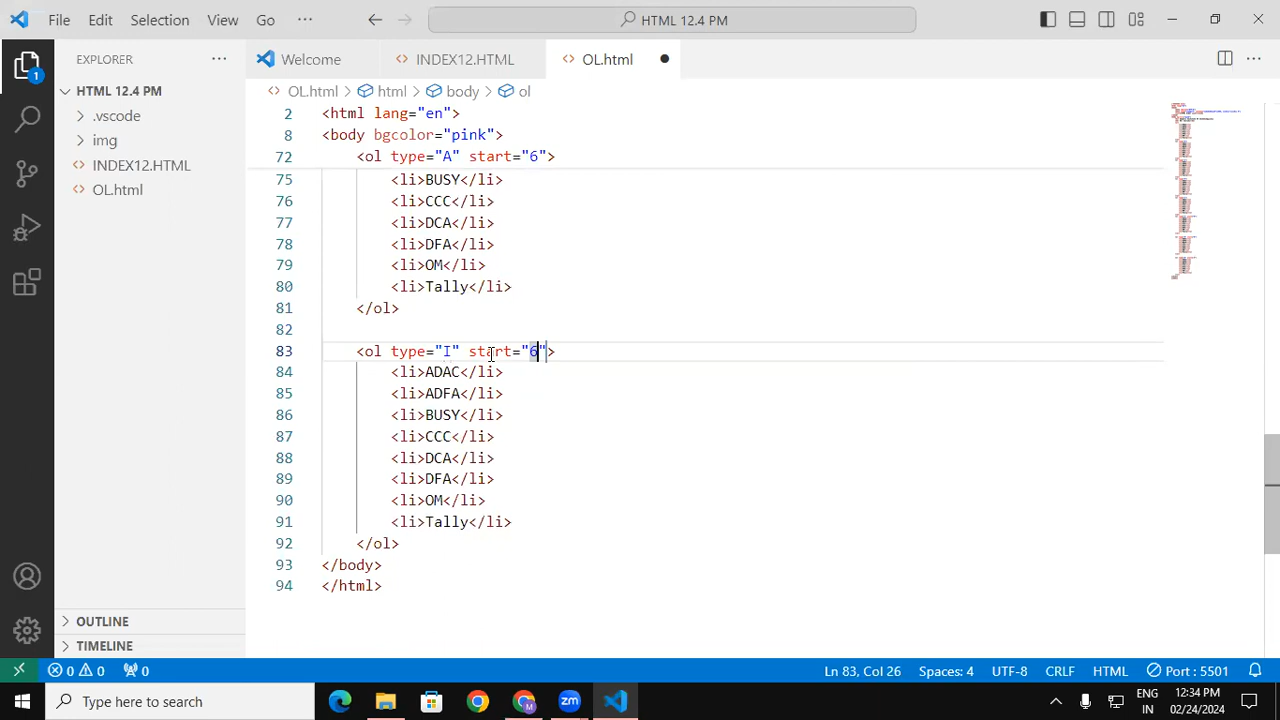 File Edit Selection View Go ··· HTML 12.4 PM
EXPLORER ··· Welcome INDEX12.HTML OL.html
HTML 12.4 PM
.vscode
img
INDEX12.HTML
OL.html
OUTLINE
TIMELINE
1
OL.html > html > body > ol
2 <html lang="en">
8 <body bgcolor="pink">
72 <ol type="A" start="6">
75 <li>BUSY</li>
76 <li>CCC</li>
77 <li>DCA</li>
78 <li>DFA</li>
79 <li>OM</li>
80 <li>Tally</li>
81 </ol>
82
83 <ol type="I" start="6">
84 <li>ADAC</li>
85 <li>ADFA</li>
86 <li>BUSY</li>
87 <li>CCC</li>
88 <li>DCA</li>
89 <li>DFA</li>
90 <li>OM</li>
91 <li>Tally</li>
92 </ol>
93 </body>
94 </html>
0 0 0 Ln 83, Col 26 Spaces: 4 UTF-8 CRLF HTML Port : 5501
Type here to search zm M ENG 12:34 PM
IN 02/24/2024